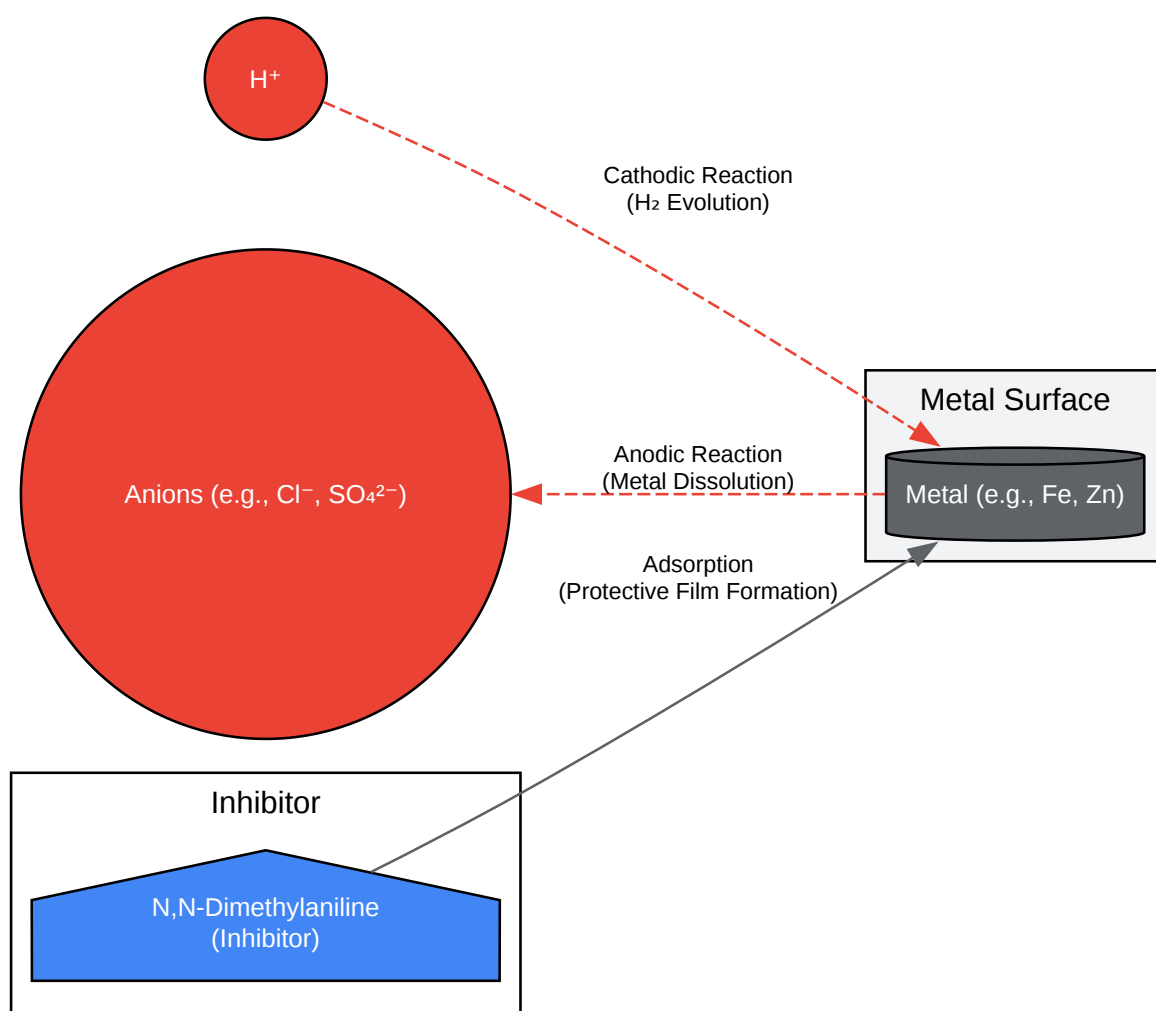 H⁺
Cathodic Reaction
(H₂ Evolution)
Metal Surface
Anodic Reaction
(Metal Dissolution)
Anions (e.g., Cl⁻, SO₄²⁻)
Metal (e.g., Fe, Zn)
Adsorption
(Protective Film Formation)
Inhibitor
N,N-Dimethylaniline
(Inhibitor)